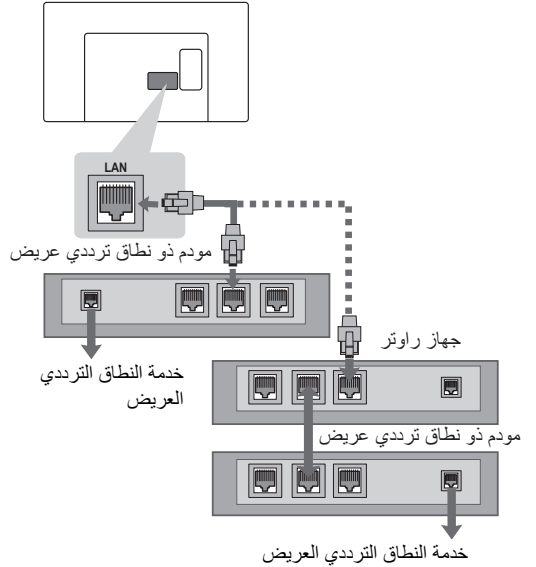 LAN
مودم ذو نطاق ترددي عريض
جهاز راوتر
خدمة النطاق الترددي
العريض
مودم ذو نطاق ترددي عريض
خدمة النطاق الترددي العريض